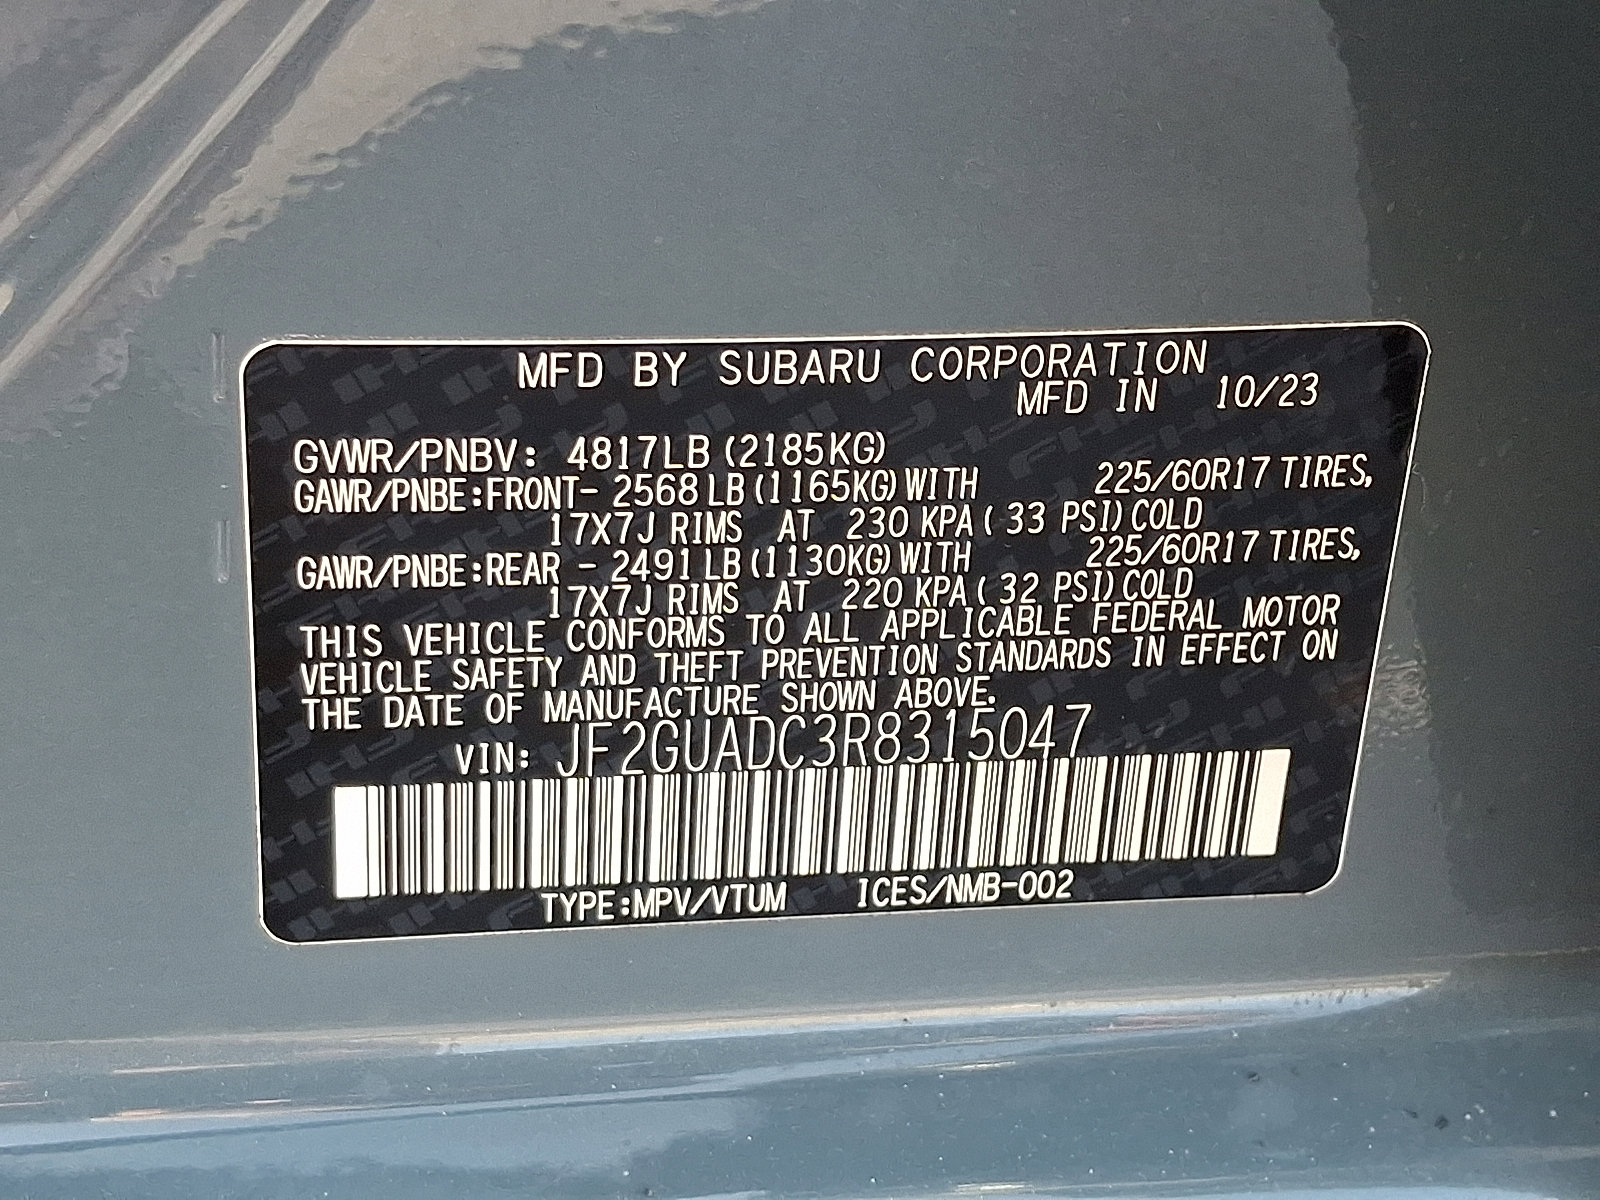 MFD BY SUBARU CORPORATION
MFD IN 10/23
GVWR/PNBV: 4817LB (2185KG)
GAWR/PNBE:FRONT- 2568 LB (1165KG) WITH 225/60R17 TIRES,
17X7J RIMS AT 230 KPA ( 33 PSI) COLD
GAWR/PNBE:REAR - 2491 LB (1130KG) WITH 225/60R17 TIRES,
17X7J RIMS AT 220 KPA ( 32 PSI) COLD
THIS VEHICLE CONFORMS TO ALL APPLICABLE FEDERAL MOTOR
VEHICLE SAFETY AND THEFT PREVENTION STANDARDS IN EFFECT ON
THE DATE OF MANUFACTURE SHOWN ABOVE.
VIN: JF2GUADC3R8315047
TYPE:MPV/VTUM ICES/NMB-002